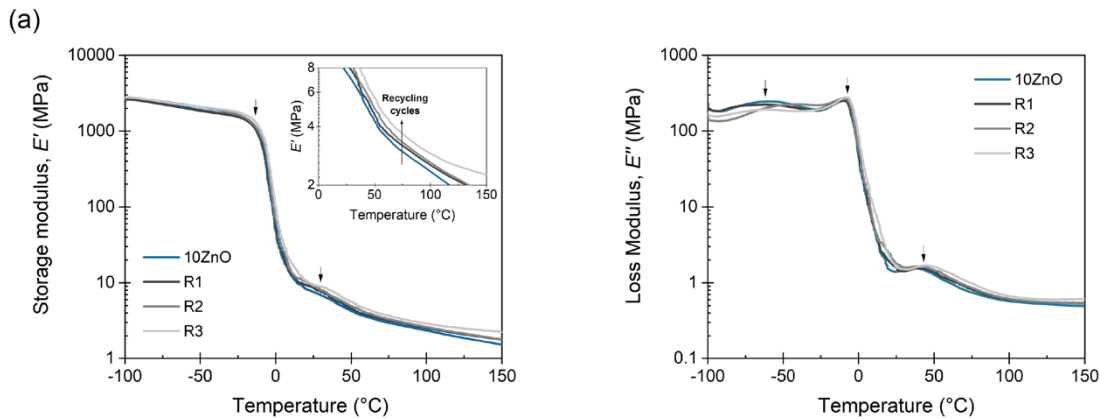 (a)
Storage modulus, E′ (MPa)
10000
1000
100
10
1
-100
-50
0
50
100
150
Temperature (°C)
10ZnO
R1
R2
R3
E′ (MPa)
8
6
4
2
0
50
100
150
Temperature (°C)
Recycling
cycles
Loss Modulus, E″ (MPa)
1000
100
10
1
0.1
-100
-50
0
50
100
150
Temperature (°C)
10ZnO
R1
R2
R3